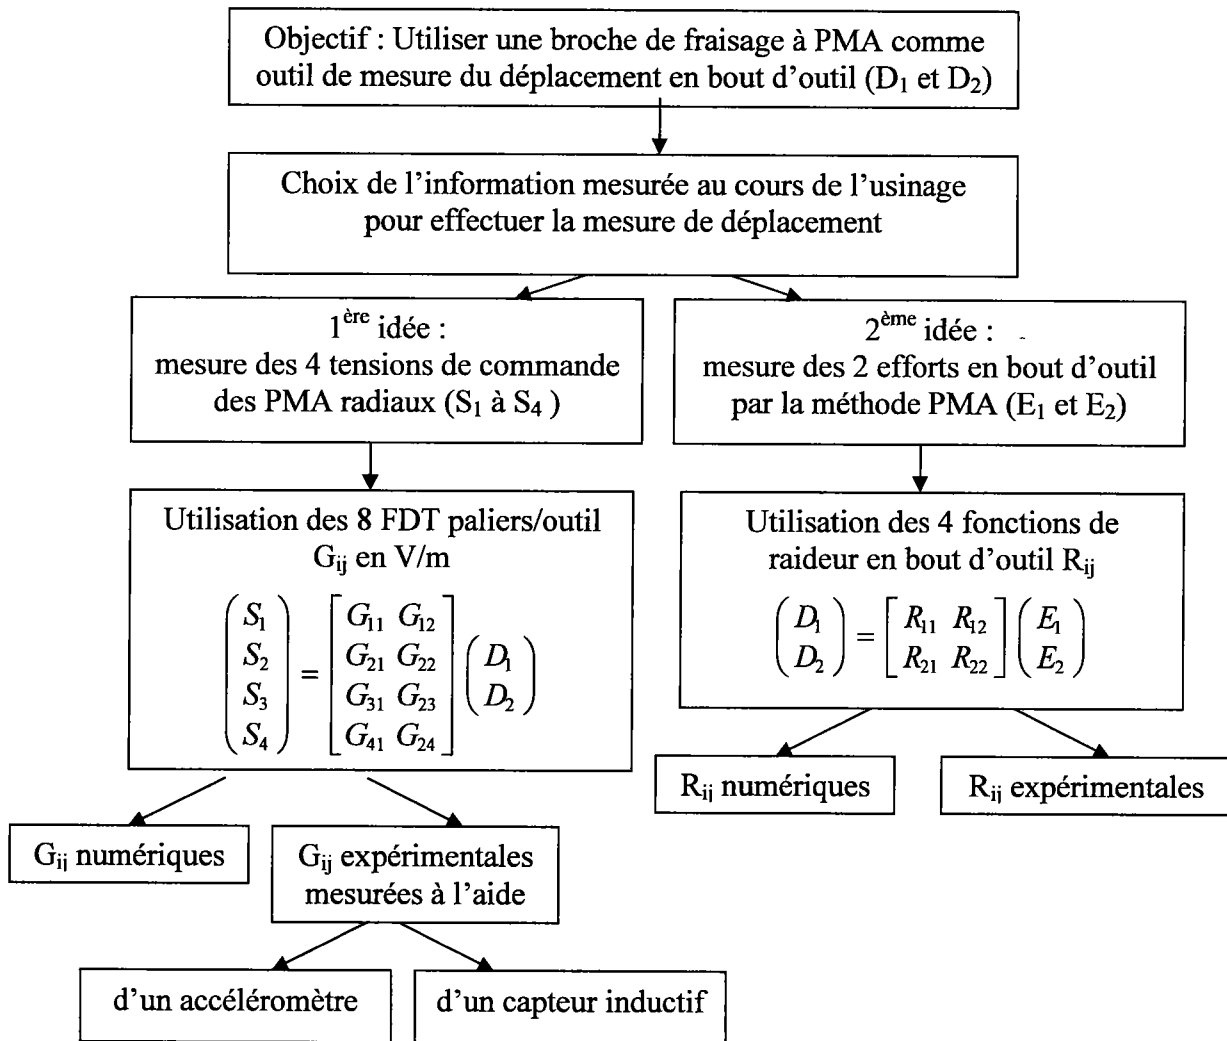 Objectif : Utiliser une broche de fraisage à PMA comme
outil de mesure du déplacement en bout d'outil (D₁ et D₂)
Choix de l'information mesurée au cours de l'usinage
pour effectuer la mesure de déplacement
1ère idée :
mesure des 4 tensions de commande
des PMA radiaux (S₁ à S₄ )
2ème idée :
mesure des 2 efforts en bout d'outil
par la méthode PMA (E₁ et E₂)
Utilisation des 8 FDT paliers/outil
Gij en V/m
S₁ G₁₁ G₁₂
S₂ G₂₁ G₂₂ D₁
=
S₃ G₃₁ G₂₃ D₂
S₄ G₄₁ G₂₄
Utilisation des 4 fonctions de
raideur en bout d'outil Rij
D₁ R₁₁ R₁₂ E₁
=
D₂ R₂₁ R₂₂ E₂
Rij numériques
Rij expérimentales
Gij numériques
Gij expérimentales
mesurées à l'aide
d'un accéléromètre
d'un capteur inductif